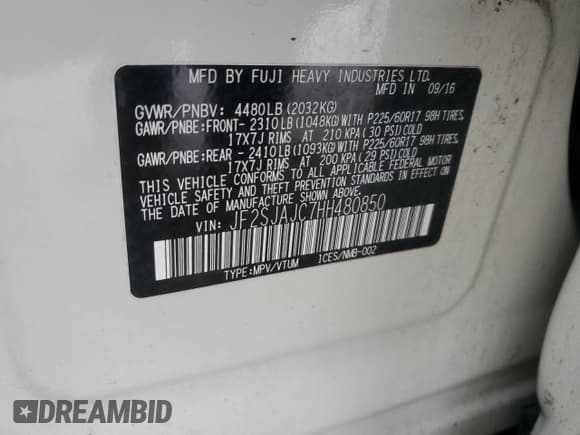 MFD BY FUJI HEAVY INDUSTRIES LTD.
MFD IN 09/16
GVWR/PNBV: 4480LB(2032KG)
GAWR/PNBE:FRONT- 2310LB(1048KG)WITH P225/60R17 98H TIRES,
17X7J RIMS AT 210 KPA(30 PSI)COLD
GAWR/PNBE:REAR - 2410LB(1093KG)WITH P225/60R17 98H TIRES,
17X7J RIMS AT 200 KPA(29 PSI)COLD
THIS VEHICLE CONFORMS TO ALL APPLICABLE FEDERAL MOTOR
VEHICLE SAFETY AND THEFT PREVENTION STANDARDS IN EFFECT ON THE
DATE OF MANUFACTURE SHOWN ABOVE.
VIN: JF2SJAJC7HH480850
TYPE:MPV/VTUM ICES/NMB-002
DREAMBID